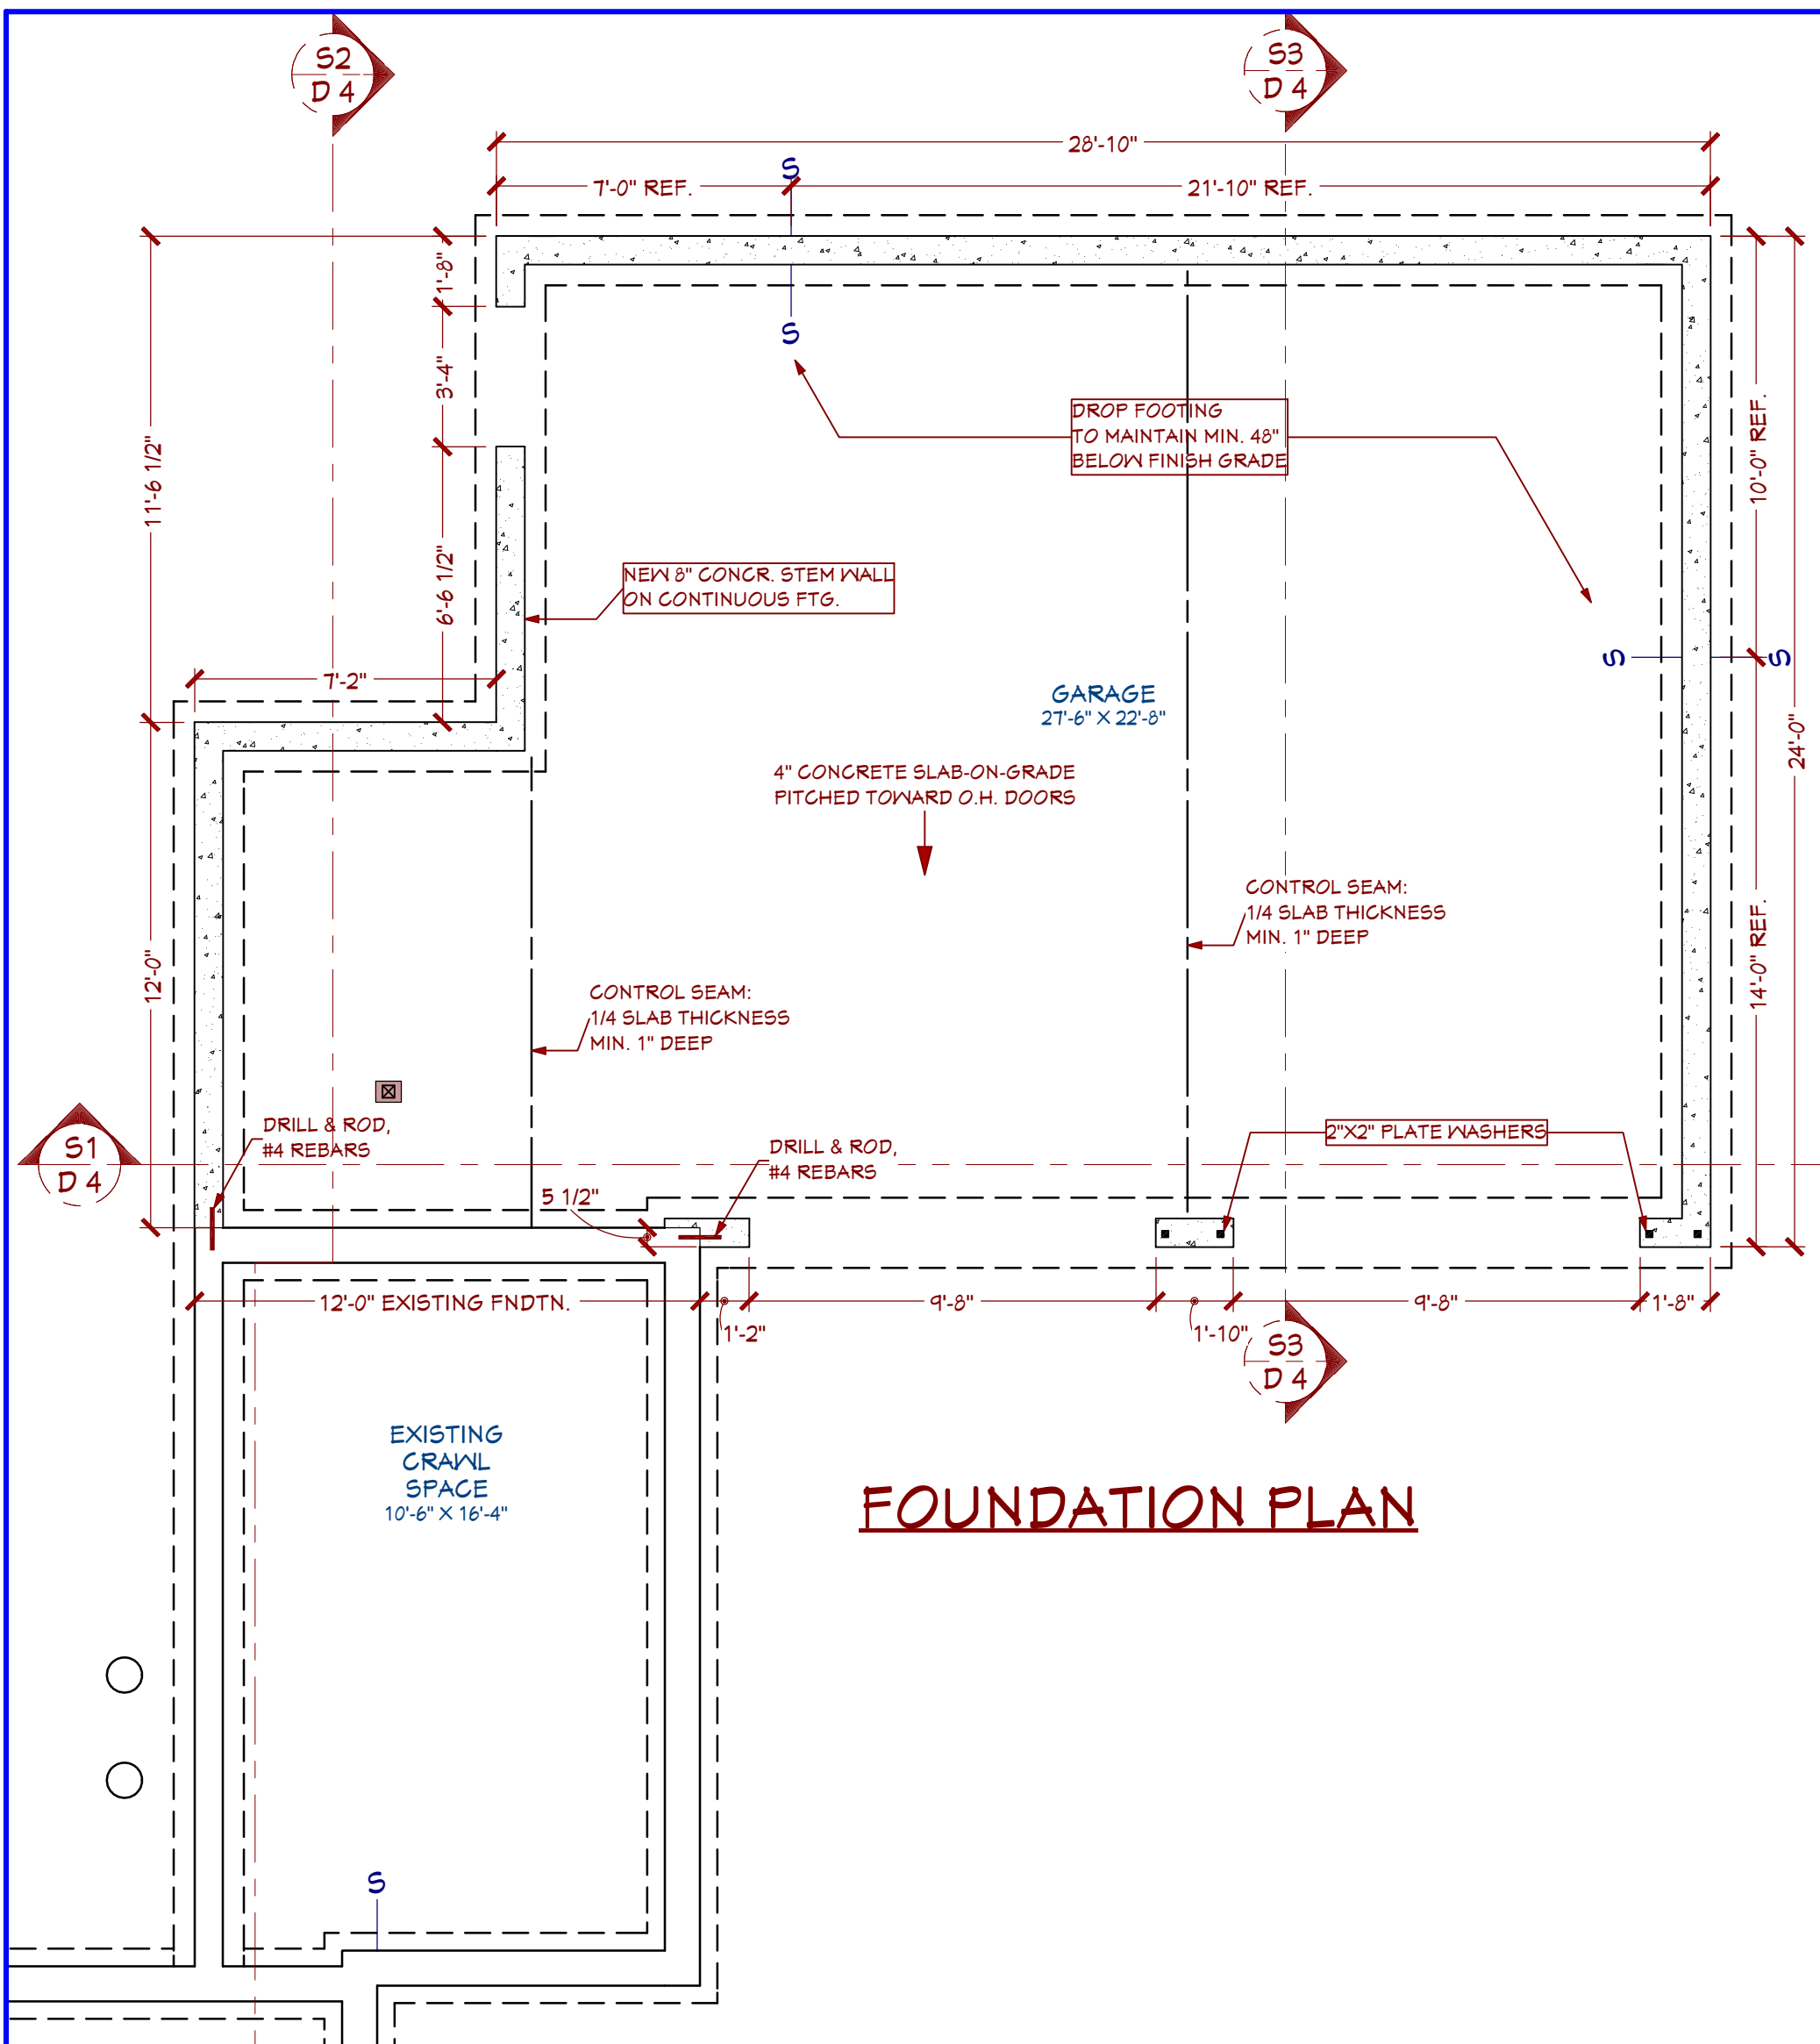 S2
D 4
S3
D 4
28'-10"
S
7'-0" REF.
21'-10" REF.
1'-8"
S
3'-4"
DROP FOOTING
TO MAINTAIN MIN. 48"
BELOW FINISH GRADE
10'-0" REF.
11'-6 1/2"
6'-6 1/2"
NEW 8" CONCR. STEM WALL
ON CONTINUOUS FTG.
S
S
7'-2"
GARAGE
27'-6" X 22'-8"
24'-0"
4" CONCRETE SLAB-ON-GRADE
PITCHED TOWARD O.H. DOORS
CONTROL SEAM:
1/4 SLAB THICKNESS
MIN. 1" DEEP
14'-0" REF.
12'-0"
CONTROL SEAM:
1/4 SLAB THICKNESS
MIN. 1" DEEP
DRILL & ROD,
#4 REBARS
2"X2" PLATE WASHERS
S1
D 4
DRILL & ROD,
#4 REBARS
5 1/2"
12'-0" EXISTING FNDTN.
9'-8"
9'-8"
1'-8"
1'-2"
1'-10"
S3
D 4
EXISTING
CRAWL
SPACE
10'-6" X 16'-4"
FOUNDATION PLAN
S